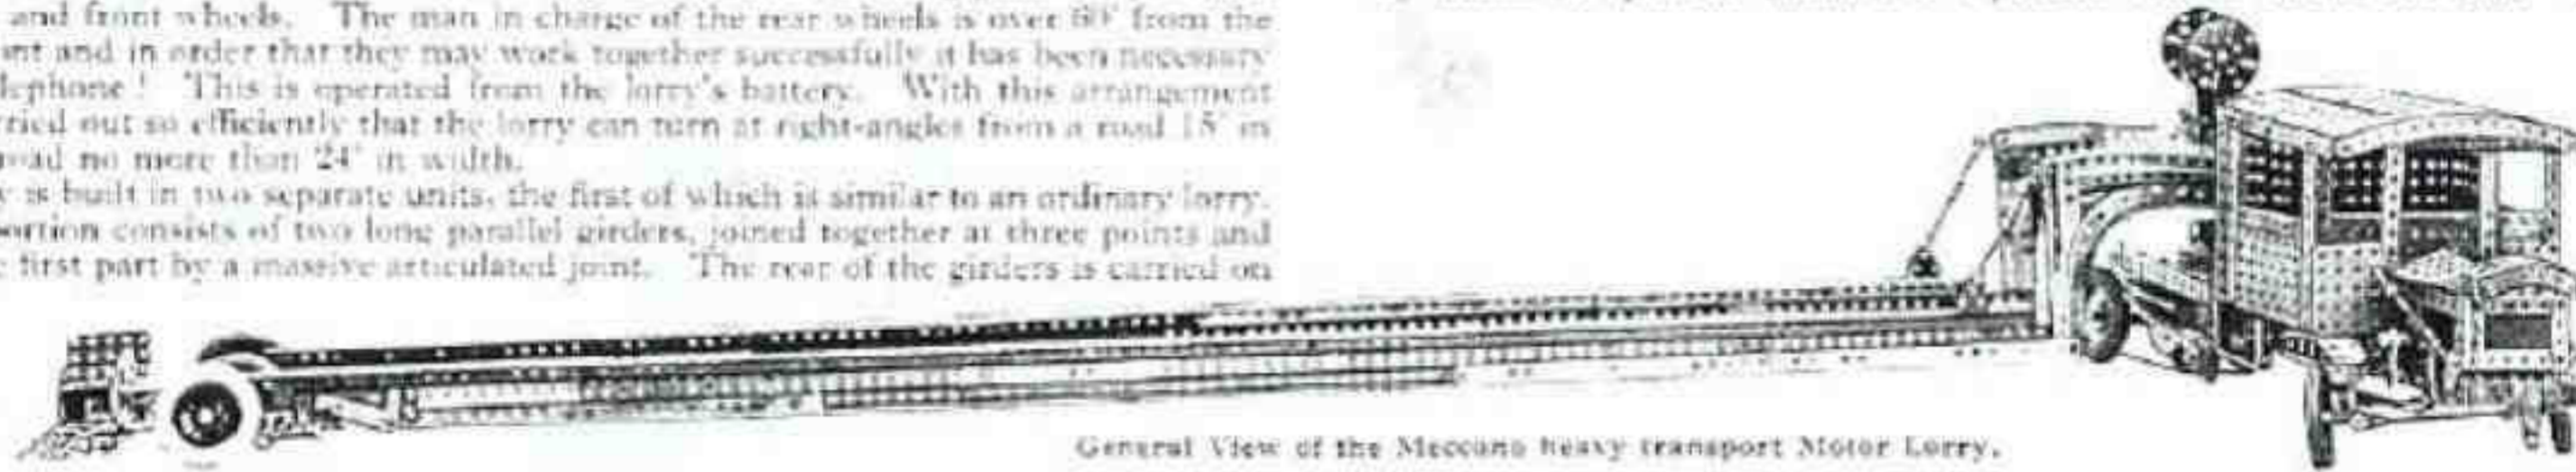 and front wheels. The man in charge of the rear wheels is over 60' from the
and in order that they may work together successfully it has been necessary
lephone! This is operated from the lorry's battery. With this arrangement
rried out so efficiently that the lorry can turn at right-angles from a road 15' in
oad no more than 24' in width.
is built in two separate units, the first of which is similar to an ordinary lorry.
ortion consists of two long parallel girders, joined together at three points and
first part by a massive articulated joint. The rear of the girders is carried on
General View of the Meccano heavy transport Motor Lorry.